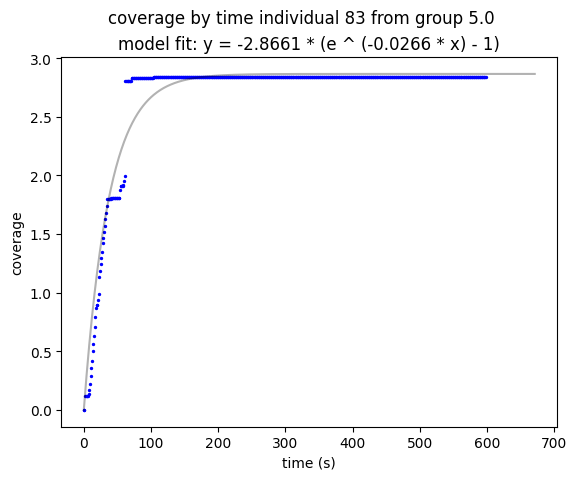 coverage by time individual 83 from group 5.0
model fit: y = -2.8661 * (e ^ (-0.0266 * x) - 1)
3.0
2.5
2.0
1.5
1.0
0.5
0.0
coverage
0 100 200 300 400 500 600 700
time (s)